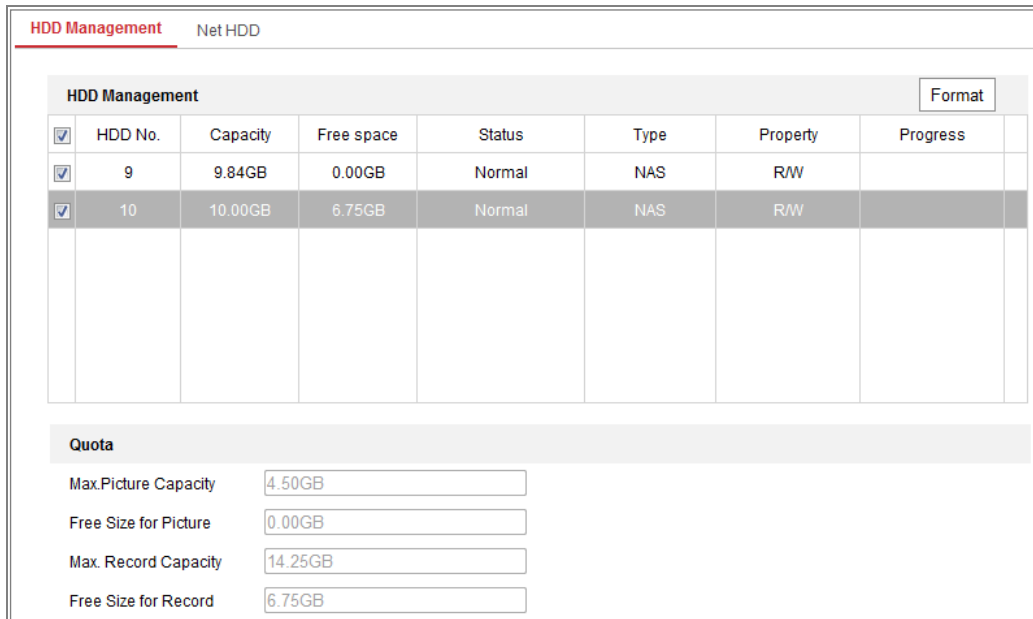 HDD Management Net HDD
HDD Management Format
HDD No. Capacity Free space Status Type Property Progress
9 9.84GB 0.00GB Normal NAS R/W
10 10.00GB 6.75GB Normal NAS R/W
Quota
Max.Picture Capacity 4.50GB
Free Size for Picture 0.00GB
Max. Record Capacity 14.25GB
Free Size for Record 6.75GB